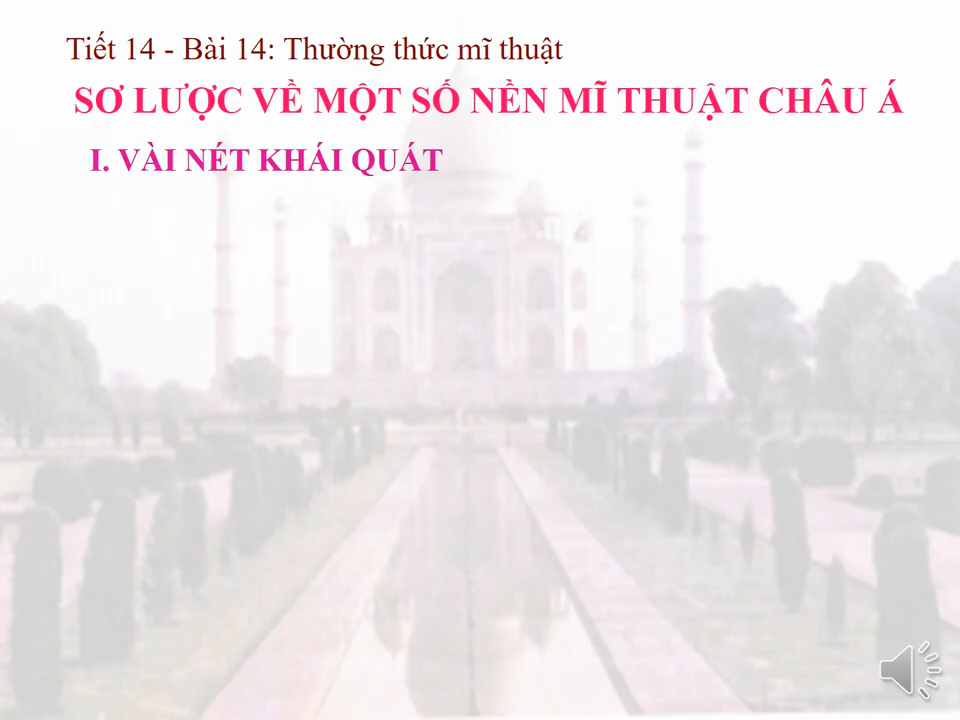 Tiết 14 - Bài 14: Thường thức mĩ thuật
SƠ LƯỢC VỀ MỘT SỐ NỀN MĨ THUẬT CHÂU Á
I. VÀI NÉT KHÁI QUÁT